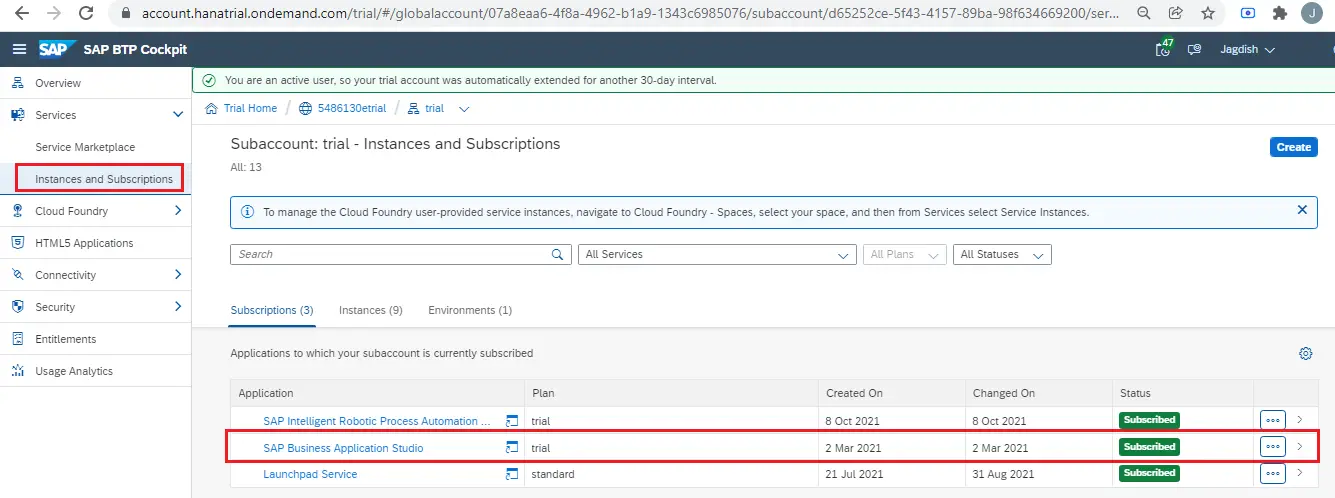 account.hanatrial.ondemand.com/trial/#/globalaccount/07a8eaa6-4f8a-4962-b1a9-1343c6985076/subaccount/d65252ce-5f43-4157-89ba-98f634669200/ser...
J
SAP SAP BTP Cockpit
47
Jagdish
Overview
Services
Service Marketplace
Instances and Subscriptions
Cloud Foundry
HTML5 Applications
Connectivity
Security
Entitlements
Usage Analytics
You are an active user, so your trial account was automatically extended for another 30-day interval.
Trial Home / 5486130etrial / trial
Subaccount: trial - Instances and Subscriptions
Create
All: 13
To manage the Cloud Foundry user-provided service instances, navigate to Cloud Foundry - Spaces, select your space, and then from Services select Service Instances.
Search All Services All Plans All Statuses
Subscriptions (3) Instances (9) Environments (1)
Applications to which your subaccount is currently subscribed
Application Plan Created On Changed On Status
SAP Intelligent Robotic Process Automation ... trial 8 Oct 2021 8 Oct 2021 Subscribed
SAP Business Application Studio trial 2 Mar 2021 2 Mar 2021 Subscribed
Launchpad Service standard 21 Jul 2021 31 Aug 2021 Subscribed